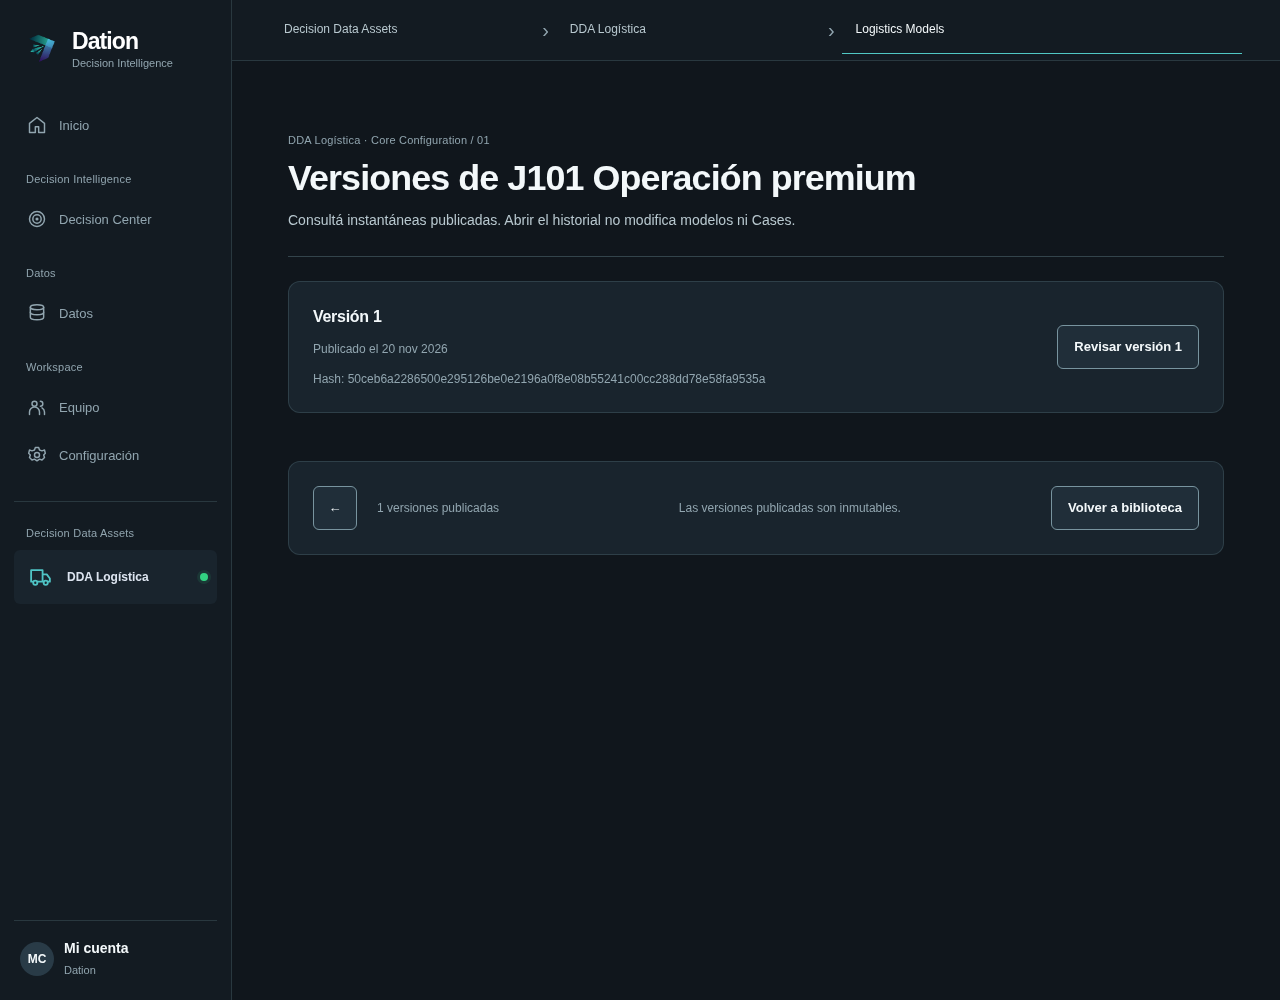 Dation
Decision Intelligence
Inicio
Decision Intelligence
Decision Center
Datos
Datos
Workspace
Equipo
Configuración
Decision Data Assets
DDA Logística
MC
Mi cuenta
Dation
Decision Data Assets › DDA Logística › Logistics Models
DDA Logística · Core Configuration / 01
Versiones de J101 Operación premium
Consultá instantáneas publicadas. Abrir el historial no modifica modelos ni Cases.
Versión 1
Publicado el 20 nov 2026
Hash: 50ceb6a2286500e295126be0e2196a0f8e08b55241c00cc288dd78e58fa9535a
Revisar versión 1
← 1 versiones publicadas Las versiones publicadas son inmutables. Volver a biblioteca